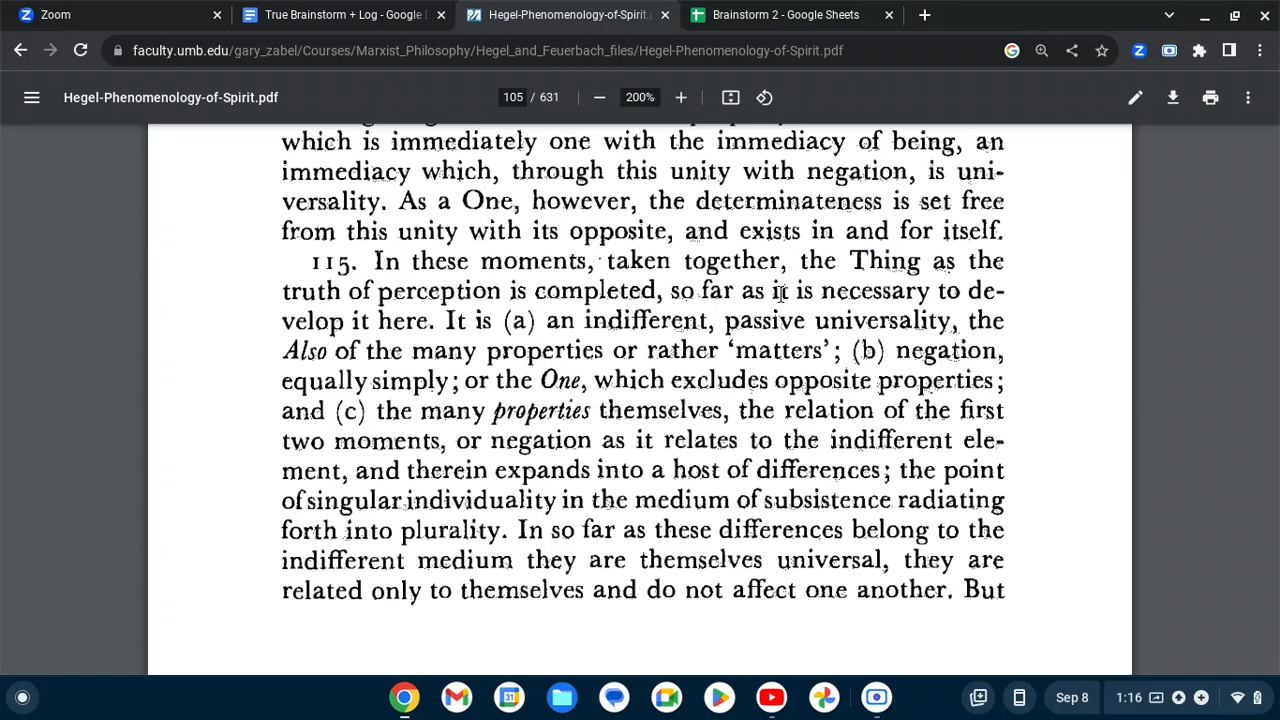 Zoom
True Brainstorm + Log - Google D
Hegel-Phenomenology-of-Spirit.
Brainstorm 2 - Google Sheets
faculty.umb.edu/gary_zabel/Courses/Marxist_Philosophy/Hegel_and_Feuerbach_files/Hegel-Phenomenology-of-Spirit.pdf
Hegel-Phenomenology-of-Spirit.pdf
105 / 631
200%
which is immediately one with the immediacy of being, an
immediacy which, through this unity with negation, is uni-
versality. As a One, however, the determinateness is set free
from this unity with its opposite, and exists in and for itself.
115. In these moments, taken together, the Thing as the
truth of perception is completed, so far as it is necessary to de-
velop it here. It is (a) an indifferent, passive universality, the
Also of the many properties or rather ‘matters’; (b) negation,
equally simply; or the One, which excludes opposite properties;
and (c) the many properties themselves, the relation of the first
two moments, or negation as it relates to the indifferent ele-
ment, and therein expands into a host of differences; the point
of singular individuality in the medium of subsistence radiating
forth into plurality. In so far as these differences belong to the
indifferent medium they are themselves universal, they are
related only to themselves and do not affect one another. But
31
Sep 8
1:16